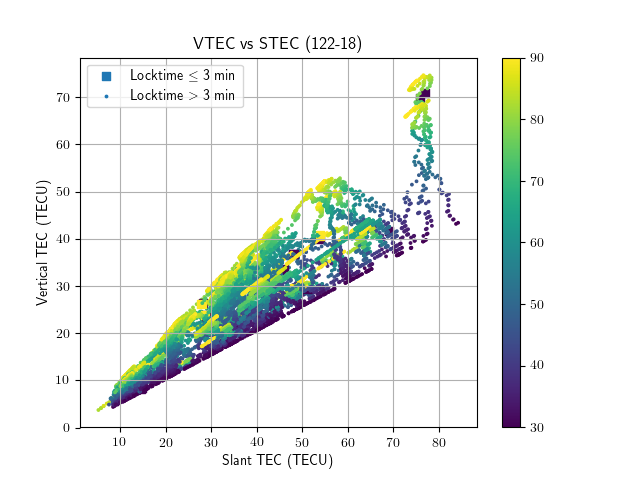 VTEC vs STEC (122-18)
Locktime ≤ 3 min
Locktime > 3 min
Vertical TEC (TECU)
70
60
50
40
30
20
10
0
10 20 30 40 50 60 70 80
Slant TEC (TECU)
90
80
70
60
50
40
30